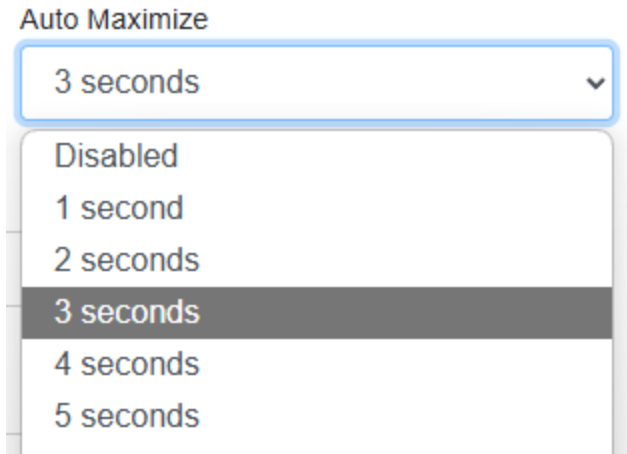 Auto Maximize
3 seconds
Disabled
1 second
2 seconds
3 seconds
4 seconds
5 seconds